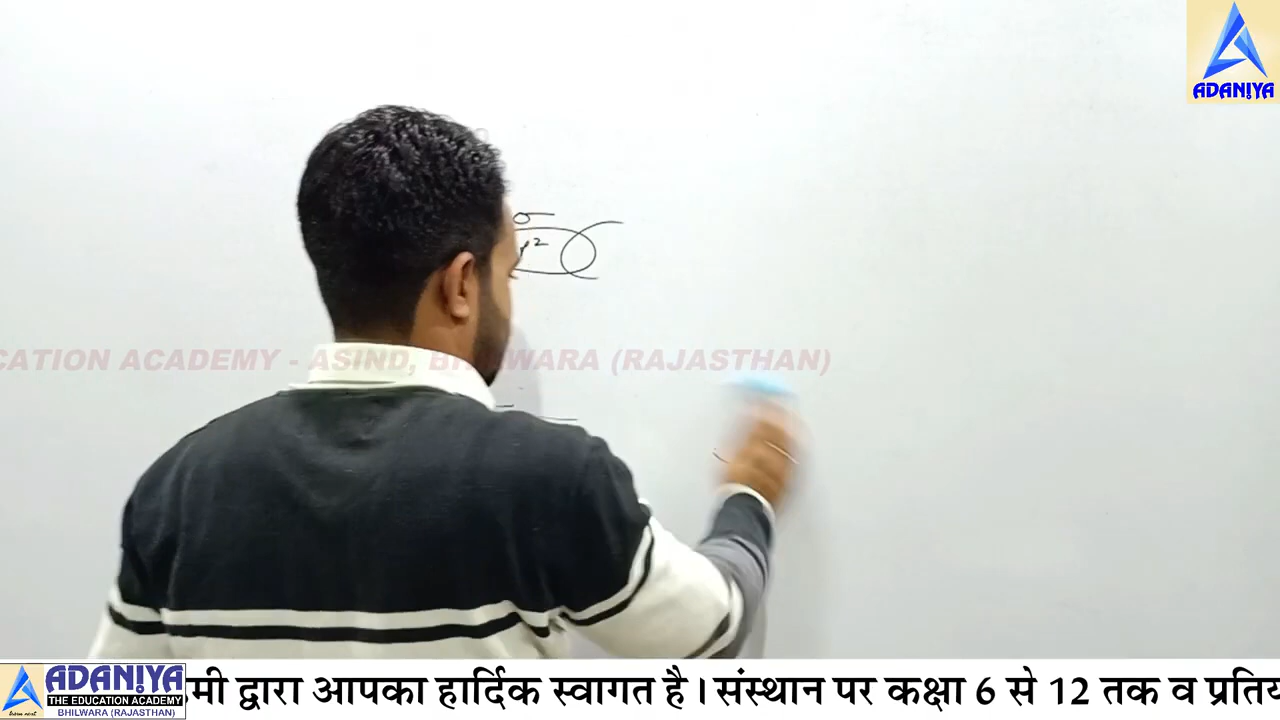 ADANIYA
σ
CATION ACADEMY - ASIND, BHILWARA (RAJASTHAN)
ADANIYA
THE EDUCATION ACADEMY
BHILWARA (RAJASTHAN)
द्वारा आपका हार्दिक स्वागत है । संस्थान पर कक्षा 6 से 12 तक व